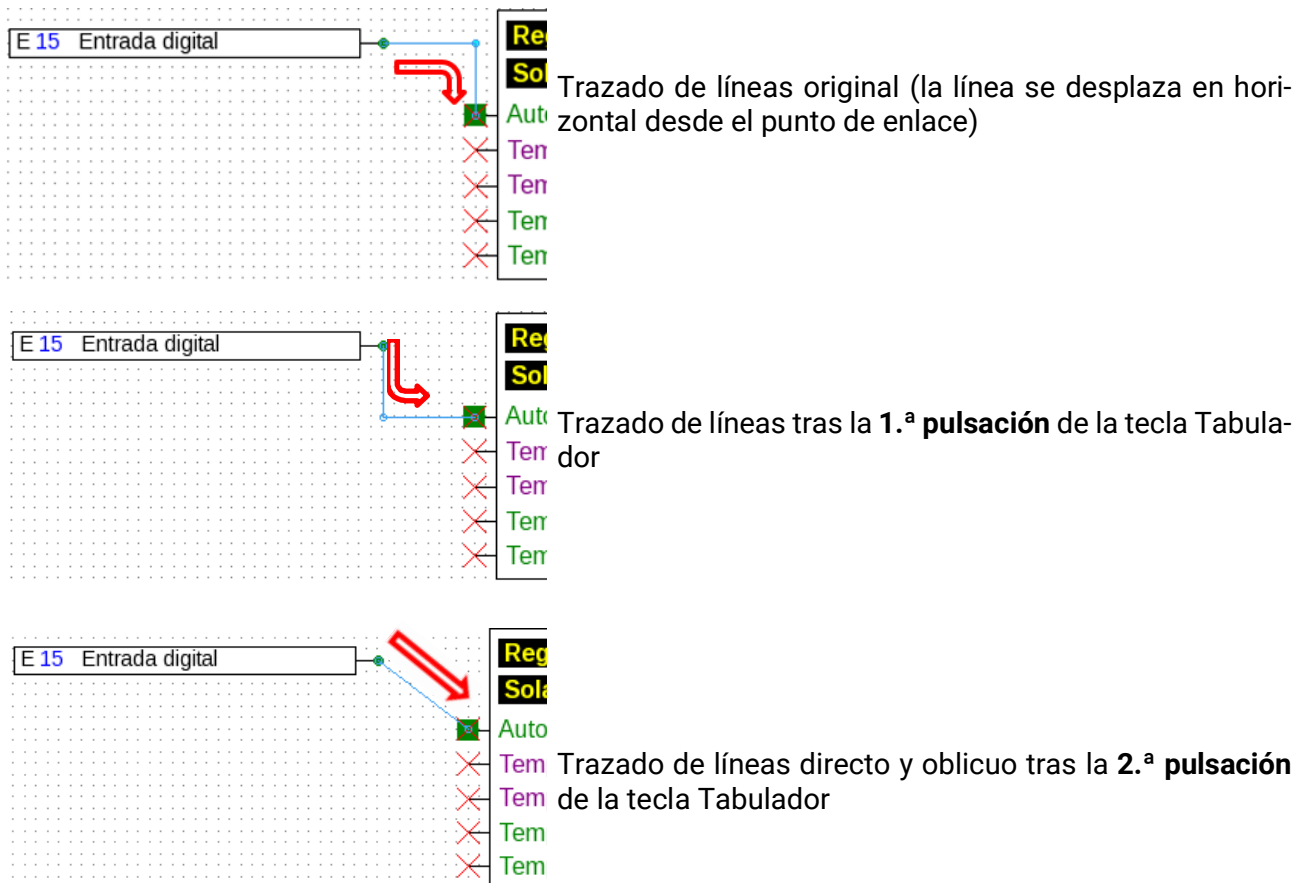 E 15 Entrada digital
Reg
Sol
Auto
Tem
Tem
Tem
Tem
Trazado de líneas original (la línea se desplaza en hori-
zontal desde el punto de enlace)
E 15 Entrada digital
Reg
Sol
Auto
Tem
Tem
Tem
Tem
Trazado de líneas tras la 1.ª pulsación de la tecla Tabula-
dor
E 15 Entrada digital
Reg
Sola
Auto
Tem
Tem
Tem
Tem
Trazado de líneas directo y oblicuo tras la 2.ª pulsación
de la tecla Tabulador